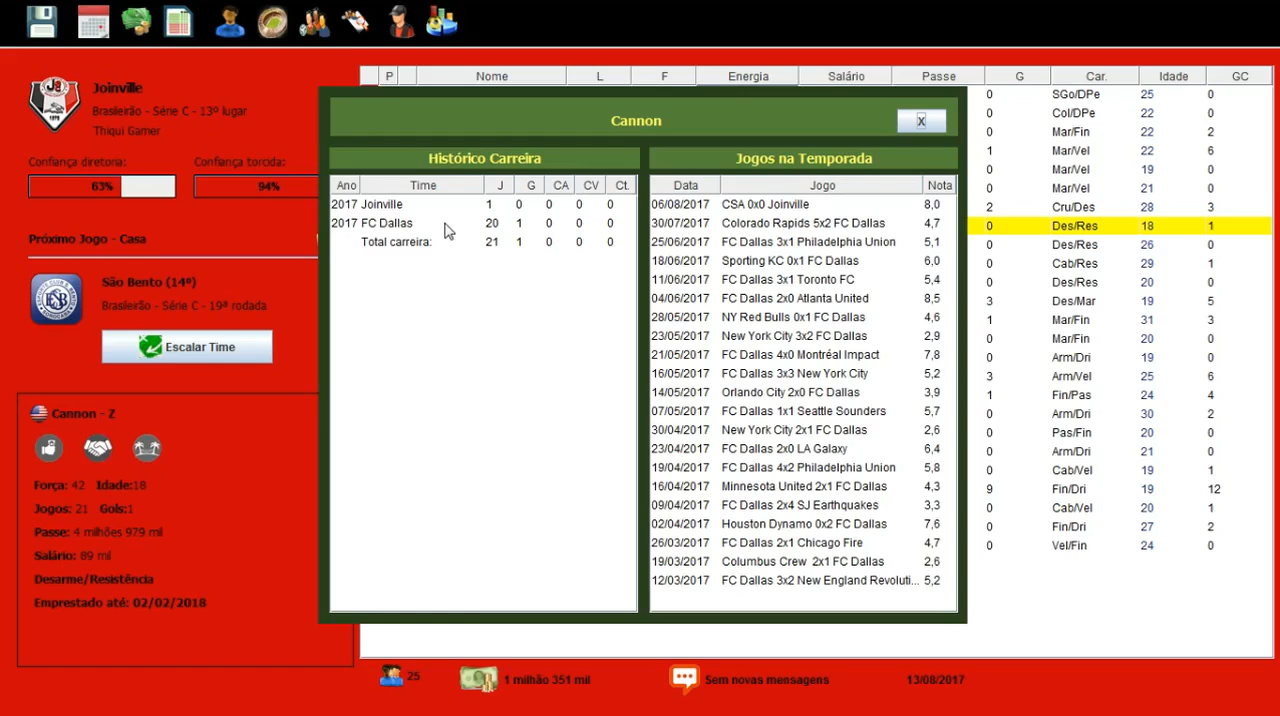 Joinville
Brasileirão - Série C - 13º lugar
Thiqui Gamer
Confiança diretoria: Confiança torcida:
63% 94%
Próximo Jogo - Casa
São Bento (14º)
Brasileirão - Série C - 19ª rodada
Escalar Time
Cannon - Z
Força: 42 Idade:18
Jogos: 21 Gols:1
Passe: 4 milhões 979 mil
Salário: 89 mil
Desarme/Resistência
Emprestado até: 02/02/2018
Cannon
X
Histórico Carreira
Ano Time J G CA CV Ct.
2017 Joinville 1 0 0 0 0
2017 FC Dallas 20 1 0 0 0
Total carreira: 21 1 0 0 0
Jogos na Temporada
Data Jogo Nota
06/08/2017 CSA 0x0 Joinville 8,0
30/07/2017 Colorado Rapids 5x2 FC Dallas 4,7
25/06/2017 FC Dallas 3x1 Philadelphia Union 5,1
18/06/2017 Sporting KC 0x1 FC Dallas 6,0
11/06/2017 FC Dallas 3x1 Toronto FC 5,4
04/06/2017 FC Dallas 2x0 Atlanta United 8,5
28/05/2017 NY Red Bulls 0x1 FC Dallas 4,6
23/05/2017 New York City 3x2 FC Dallas 2,9
21/05/2017 FC Dallas 4x0 Montréal Impact 7,8
16/05/2017 FC Dallas 3x3 New York City 5,2
14/05/2017 Orlando City 2x0 FC Dallas 3,9
07/05/2017 FC Dallas 1x1 Seattle Sounders 5,7
30/04/2017 New York City 2x1 FC Dallas 2,6
23/04/2017 FC Dallas 2x0 LA Galaxy 6,4
19/04/2017 FC Dallas 4x2 Philadelphia Union 5,8
16/04/2017 Minnesota United 2x1 FC Dallas 4,3
09/04/2017 FC Dallas 2x4 SJ Earthquakes 3,3
02/04/2017 Houston Dynamo 0x2 FC Dallas 7,6
26/03/2017 FC Dallas 2x1 Chicago Fire 4,7
19/03/2017 Columbus Crew 2x1 FC Dallas 2,6
12/03/2017 FC Dallas 3x2 New England Revoluti... 5,2
P Nome L F Energia Salário Passe G Car. Idade GC
0 SGo/DPe 25 0
0 Col/DPe 22 0
0 Mar/Fin 22 2
1 Mar/Vel 22 6
0 Mar/Vel 19 0
0 Mar/Vel 21 0
2 Cru/Des 28 3
0 Des/Res 18 1
0 Des/Res 26 0
0 Cab/Res 29 1
0 Des/Res 20 0
3 Des/Mar 19 5
1 Mar/Fin 31 3
0 Mar/Fin 20 0
0 Arm/Dri 19 0
3 Arm/Vel 25 6
1 Fin/Pas 24 4
0 Arm/Dri 30 2
0 Pas/Fin 20 0
0 Arm/Dri 21 0
0 Cab/Vel 19 1
9 Fin/Dri 19 12
0 Cab/Vel 20 1
0 Fin/Dri 27 2
0 Vel/Fin 24 0
25 1 milhão 351 mil Sem novas mensagens 13/08/2017